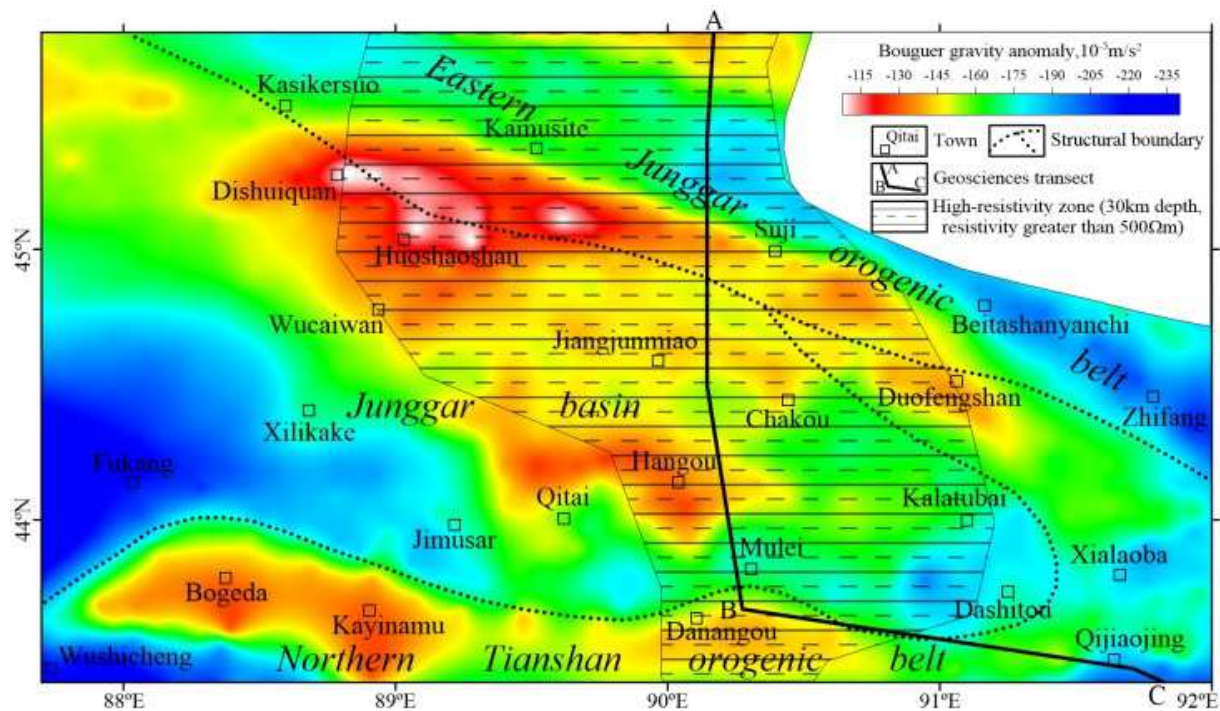 A
Bouguer gravity anomaly,10⁻⁵m/s²
-115 -130 -145 -160 -175 -190 -220 -235
Qitai Town Structural boundary
A B C Geosciences transect
High-resistivity zone (30km depth,
resistivity greater than 500Ωm)
Kasikersuo
Eastern
Kamusite
Junggar
Dishuiquan
Suji
45°N
Huoshaoshan
orogenic
Wucaiwan
Beitashanyanchi
Jiangjunmiao
belt
Duofengshan
Junggar basin
Chakou
Zhifang
Xilikake
Fukang
Hangou
Qitai
Kalatubai
44°N
Jimusar
Mulei
Xialaoba
Bogeda
Dashitou
Kayinamu
B
Danangou
Qijiaojing
Wushicheng
Northern Tianshan orogenic belt
C
88°E 89°E 90°E 91°E 92°E